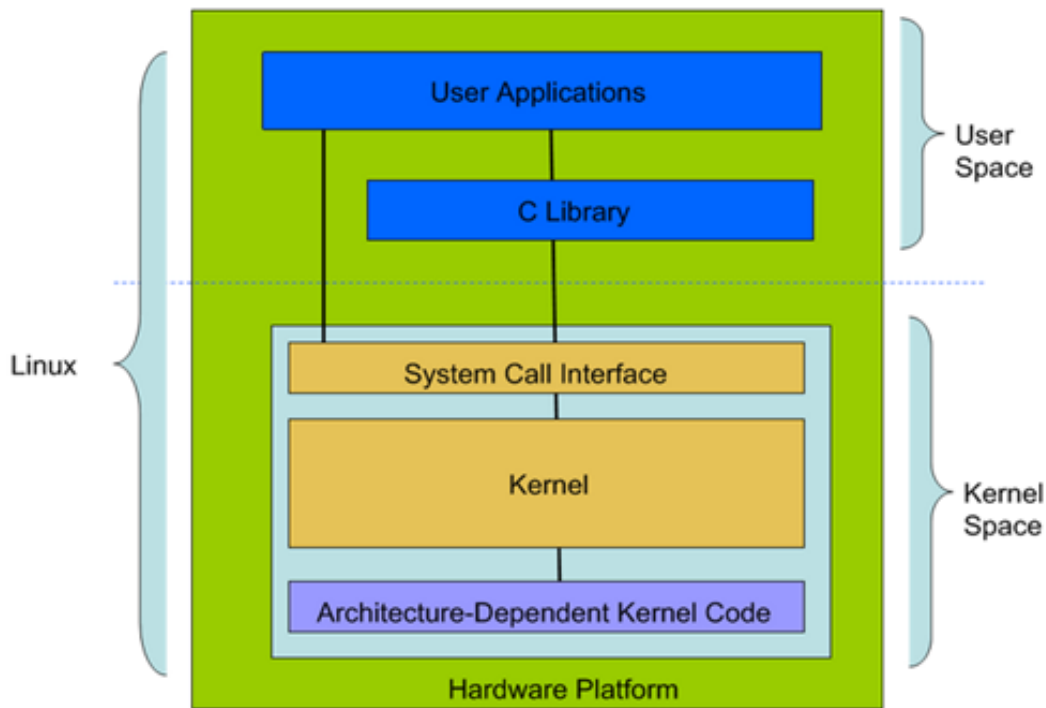 User Applications
User
Space
C Library
Linux
System Call Interface
Kernel
Kernel
Space
Architecture-Dependent Kernel Code
Hardware Platform